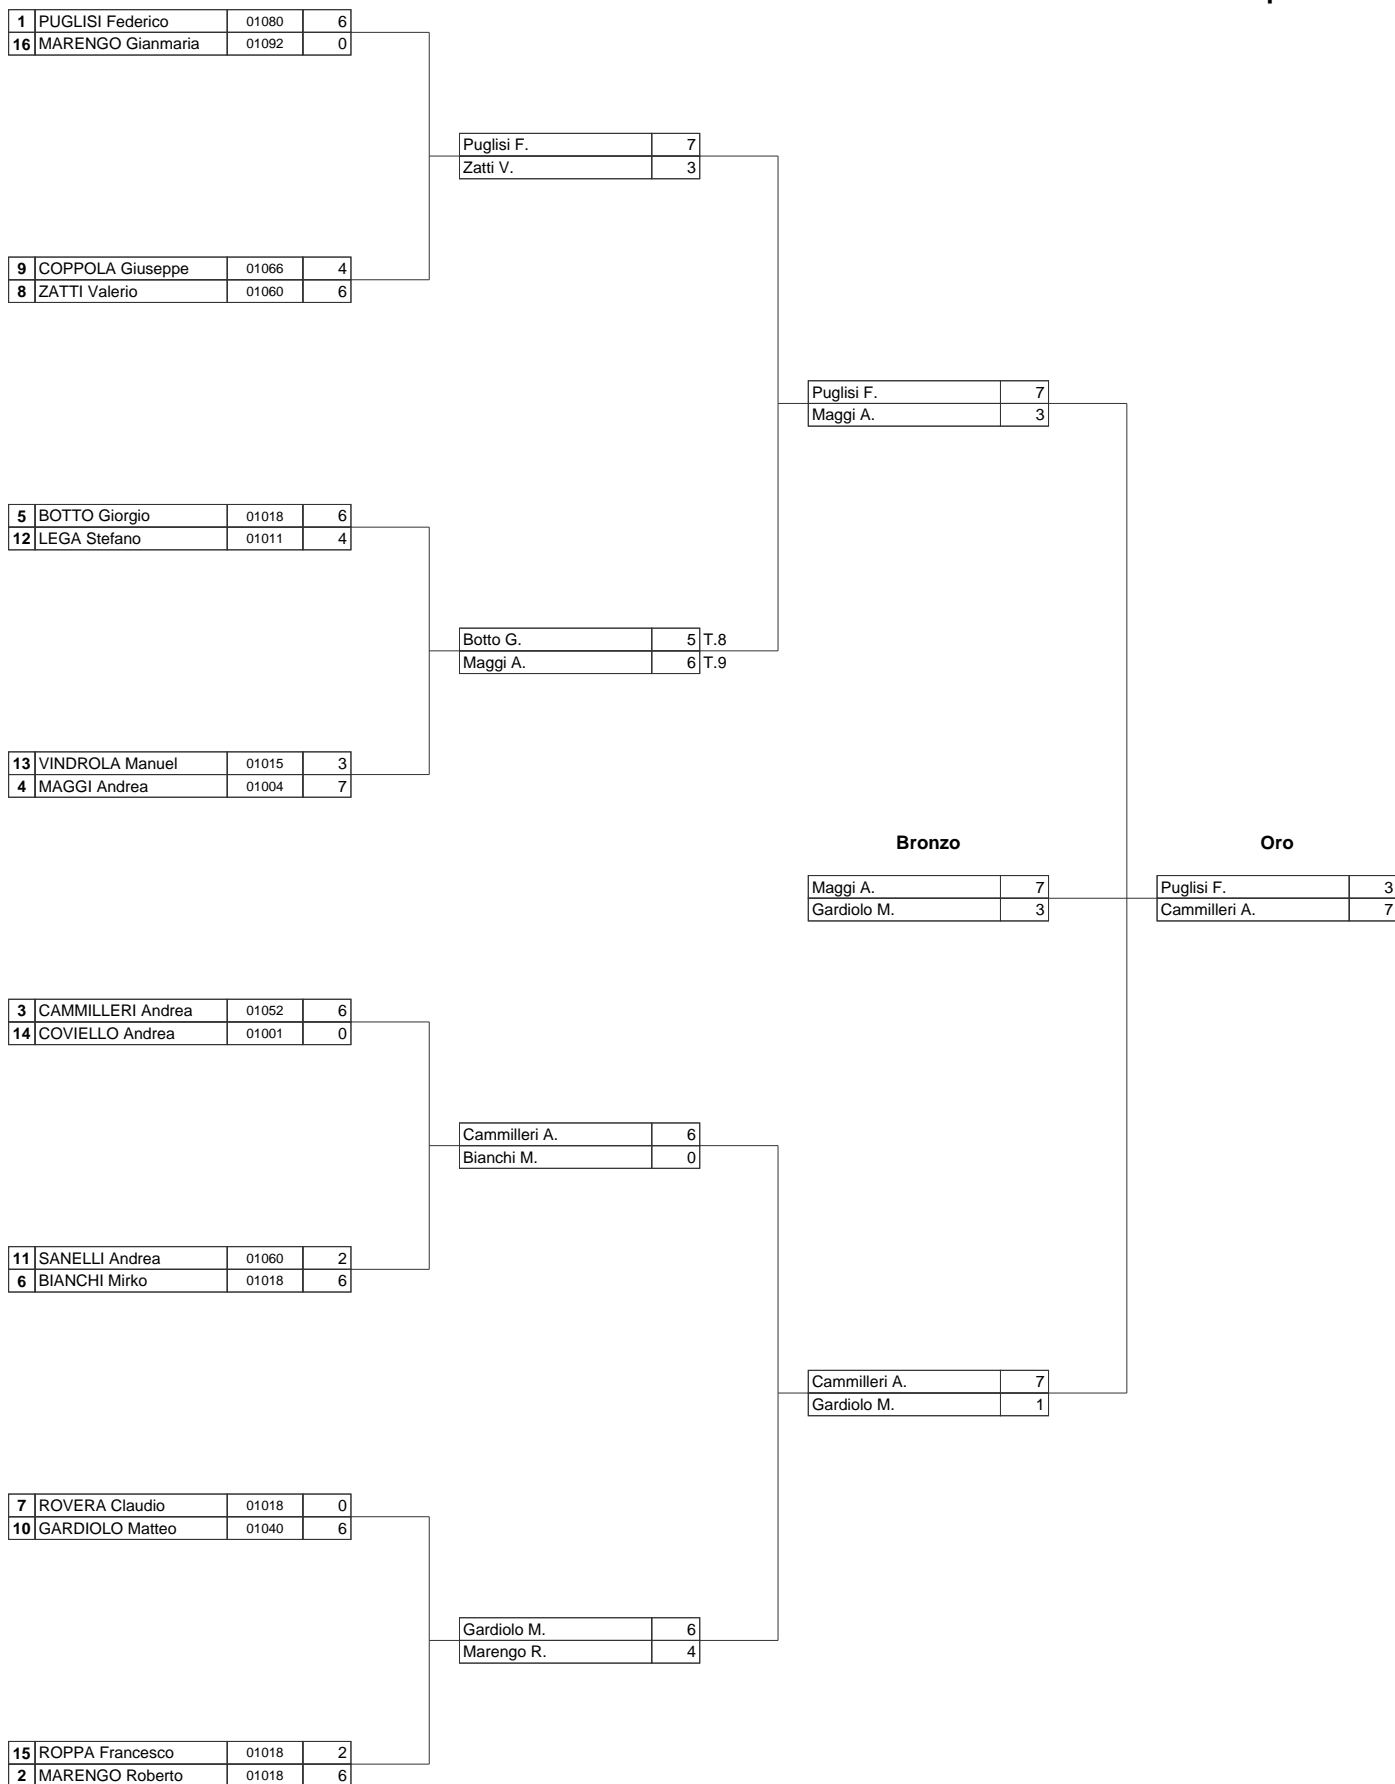 1 PUGLISI Federico 01080 6
16 MARENGO Gianmaria 01092 0
Puglisi F. 7
Zatti V. 3
9 COPPOLA Giuseppe 01066 4
8 ZATTI Valerio 01060 6
Puglisi F. 7
Maggi A. 3
5 BOTTO Giorgio 01018 6
12 LEGA Stefano 01011 4
Botto G. 5 T.8
Maggi A. 6 T.9
13 VINDROLA Manuel 01015 3
4 MAGGI Andrea 01004 7
Bronzo Oro
Maggi A. 7 Puglisi F. 3
Gardiolo M. 3 Cammilleri A. 7
3 CAMMILLERI Andrea 01052 6
14 COVIELLO Andrea 01001 0
Cammilleri A. 6
Bianchi M. 0
11 SANELLI Andrea 01060 2
6 BIANCHI Mirko 01018 6
Cammilleri A. 7
Gardiolo M. 1
7 ROVERA Claudio 01018 0
10 GARDIOLO Matteo 01040 6
Gardiolo M. 6
Marengo R. 4
15 ROPPA Francesco 01018 2
2 MARENGO Roberto 01018 6